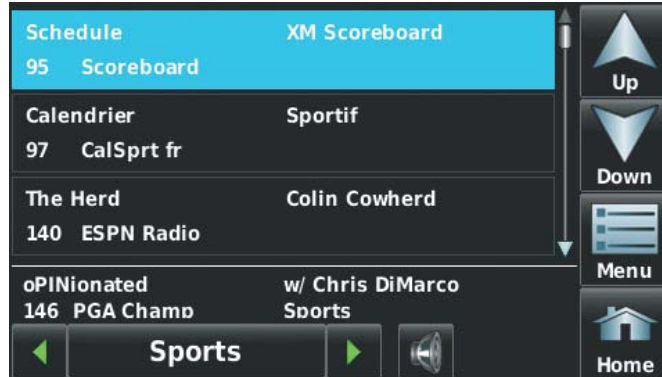 Schedule XM Scoreboard
95 Scoreboard
Up
Calendrier Sportif
97 CalSprt fr
Down
The Herd Colin Cowherd
140 ESPN Radio
Menu
oPINionated w/ Chris DiMarco
146 PGA Champ Sports
Sports
Home